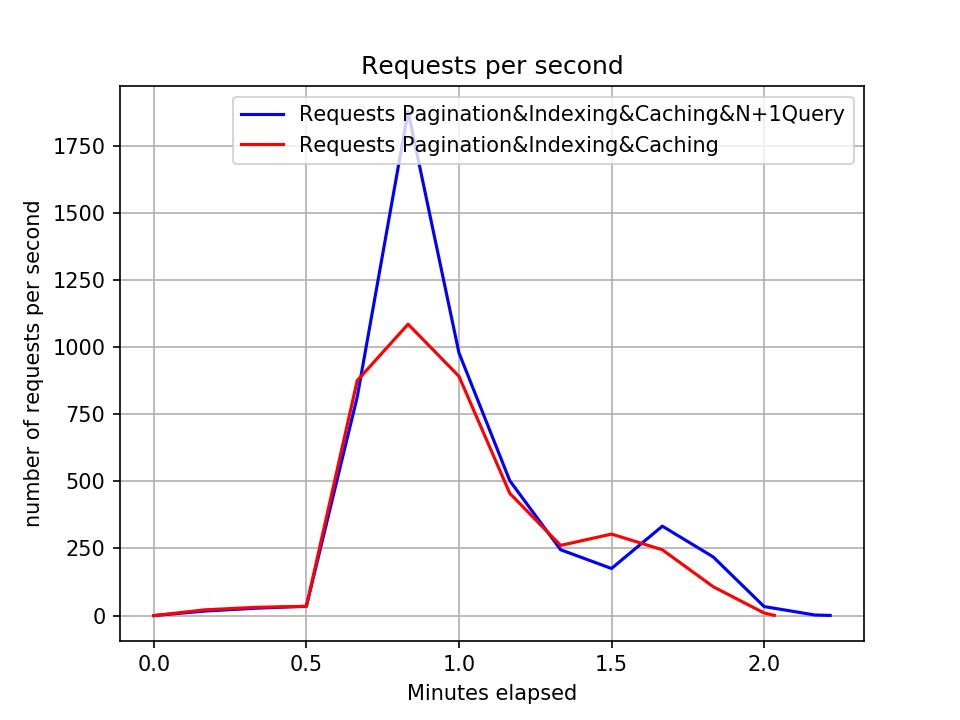 Requests per second
Requests Pagination&Indexing&Caching&N+1Query
Requests Pagination&Indexing&Caching
number of requests per second
1750
1500
1250
1000
750
500
250
0
0.0 0.5 1.0 1.5 2.0
Minutes elapsed